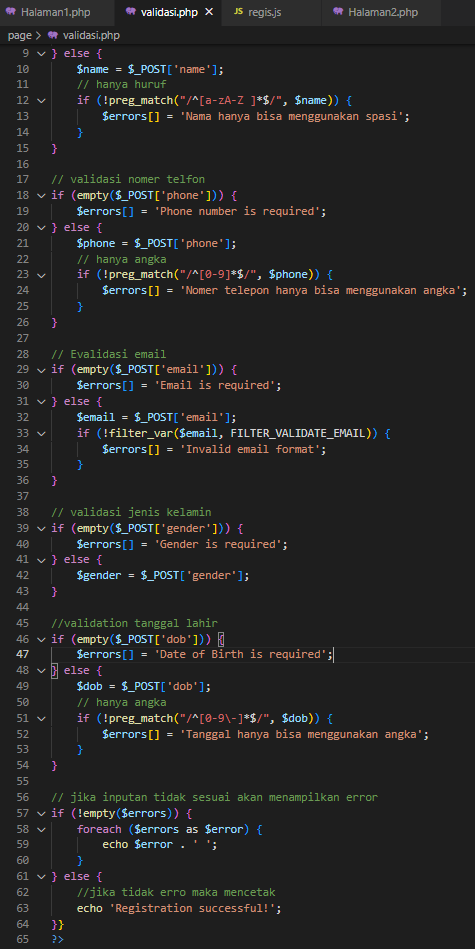 Halaman1.php
validasi.php
JS regis.js
Halaman2.php
page > validasi.php
9 } else {
10 $name = $_POST['name'];
11 // hanya huruf
12 if (!preg_match("/^[a-zA-Z ]*$/", $name)) {
13 $errors[] = 'Nama hanya bisa menggunakan spasi';
14 }
15 }
16
17 // validasi nomer telfon
18 if (empty($_POST['phone'])) {
19 $errors[] = 'Phone number is required';
20 } else {
21 $phone = $_POST['phone'];
22 // hanya angka
23 if (!preg_match("/^[0-9]*$/", $phone)) {
24 $errors[] = 'Nomer telepon hanya bisa menggunakan angka';
25 }
26 }
27
28 // Evalidasi email
29 if (empty($_POST['email'])) {
30 $errors[] = 'Email is required';
31 } else {
32 $email = $_POST['email'];
33 if (!filter_var($email, FILTER_VALIDATE_EMAIL)) {
34 $errors[] = 'Invalid email format';
35 }
36 }
37
38 // validasi jenis kelamin
39 if (empty($_POST['gender'])) {
40 $errors[] = 'Gender is required';
41 } else {
42 $gender = $_POST['gender'];
43 }
44
45 //validation tanggal lahir
46 if (empty($_POST['dob'])) {
47 $errors[] = 'Date of Birth is required';
48 } else {
49 $dob = $_POST['dob'];
50 // hanya angka
51 if (!preg_match("/^[0-9\-]*$/", $dob)) {
52 $errors[] = 'Tanggal hanya bisa menggunakan angka';
53 }
54 }
55
56 // jika inputan tidak sesuai akan menampilkan error
57 if (!empty($errors)) {
58 foreach ($errors as $error) {
59 echo $error . ' ';
60 }
61 } else {
62 //jika tidak erro maka mencetak
63 echo 'Registration successful!';
64 }}
65 ?>